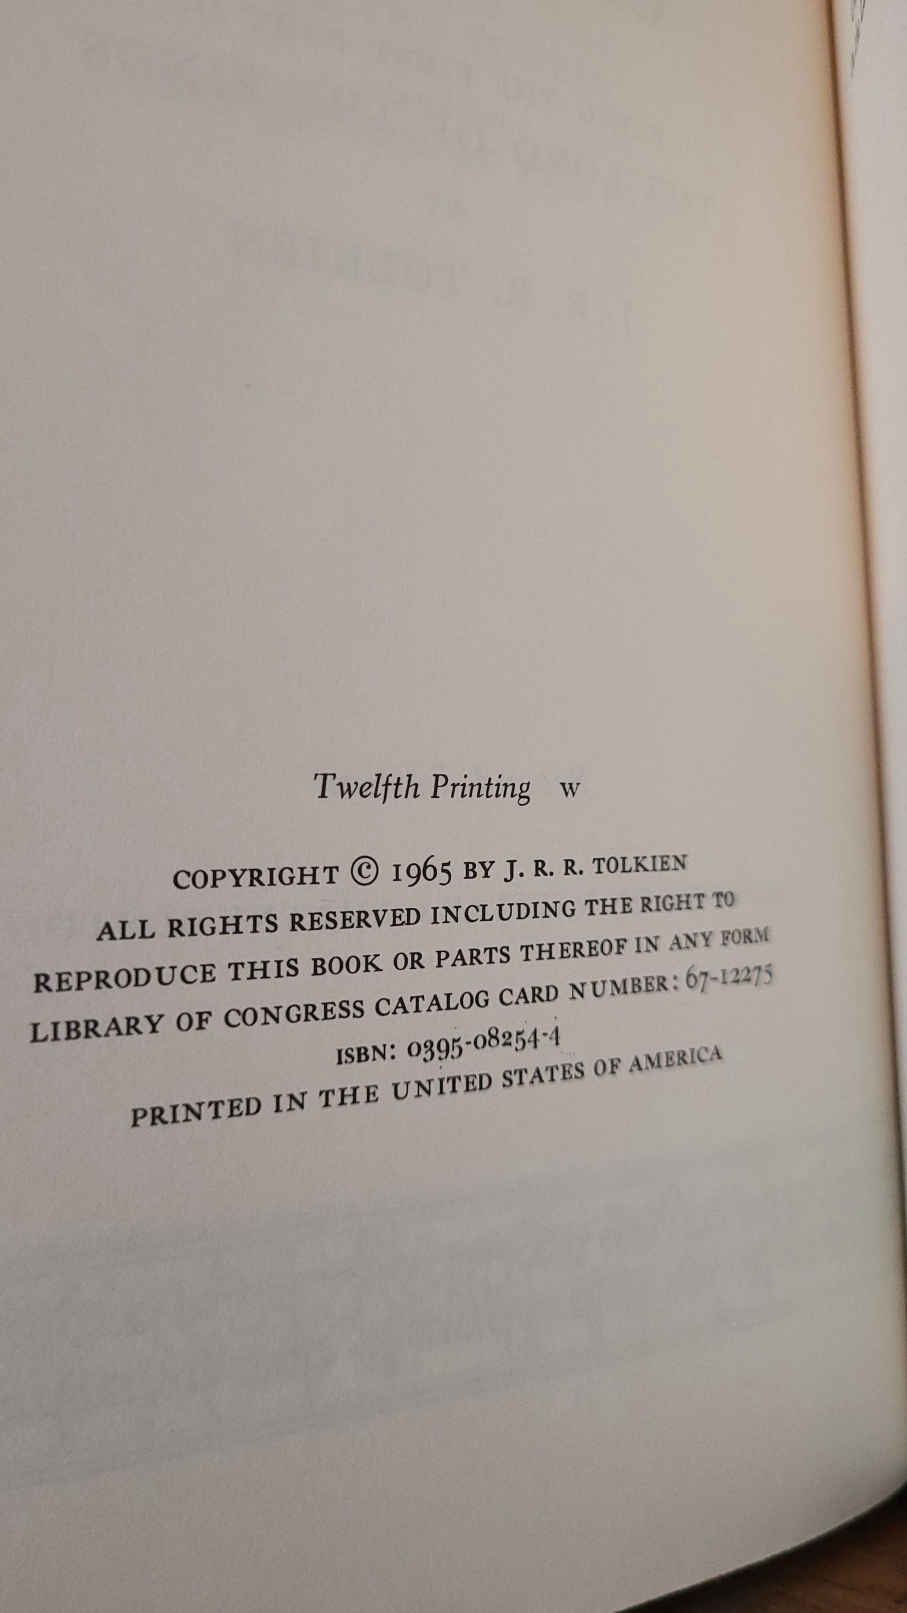 Twelfth Printing W
COPYRIGHT © 1965 BY J. R. R. TOLKIEN
ALL RIGHTS RESERVED INCLUDING THE RIGHT TO
REPRODUCE THIS BOOK OR PARTS THEREOF IN ANY FORM
LIBRARY OF CONGRESS CATALOG CARD NUMBER: 67-12275
ISBN: 0395-08254-4
PRINTED IN THE UNITED STATES OF AMERICA